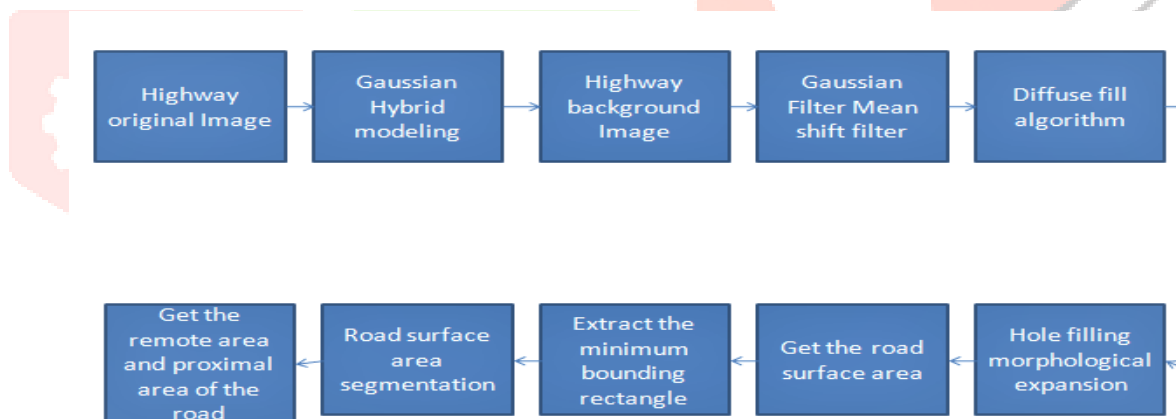 Highway
original Image
Gaussian
Hybrid
modeling
Highway
background
Image
Gaussian
Filter Mean
shift filter
Diffuse fill
algorithm
Hole filling
morphological
expansion
Get the road
surface area
Extract the
minimum
bounding
rectangle
Road surface
area
segmentation
Get the
remote area
and proximal
area of the
road